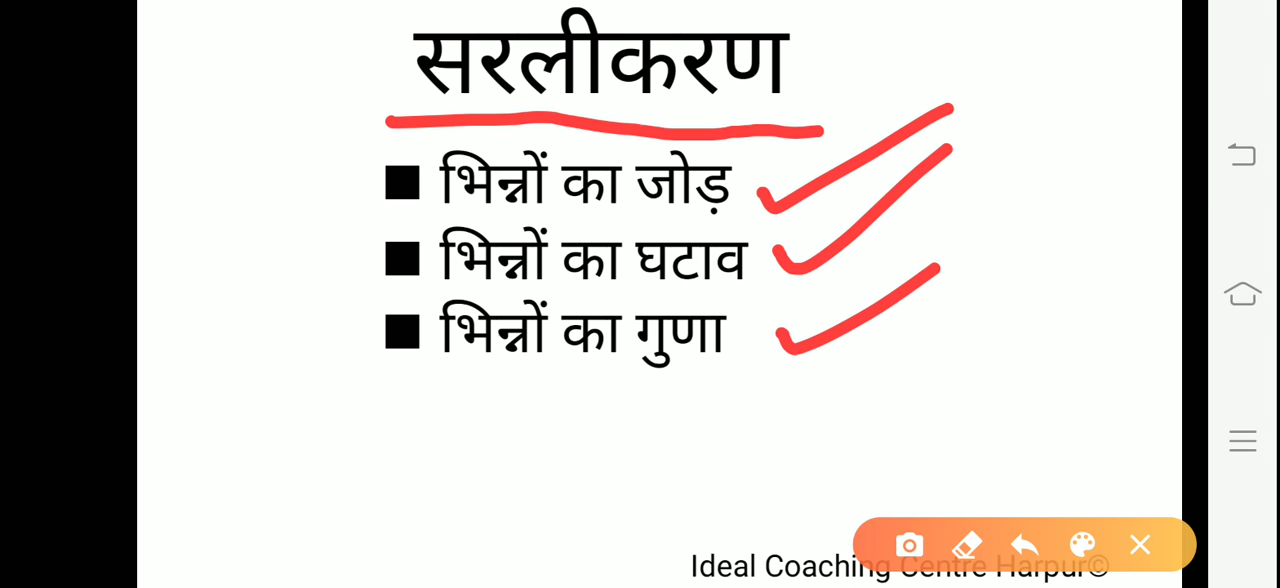 सरलीकरण
■ भिन्नों का जोड़
■ भिन्नों का घटाव
■ भिन्नों का गुणा
Ideal Coaching Centre Harpur©